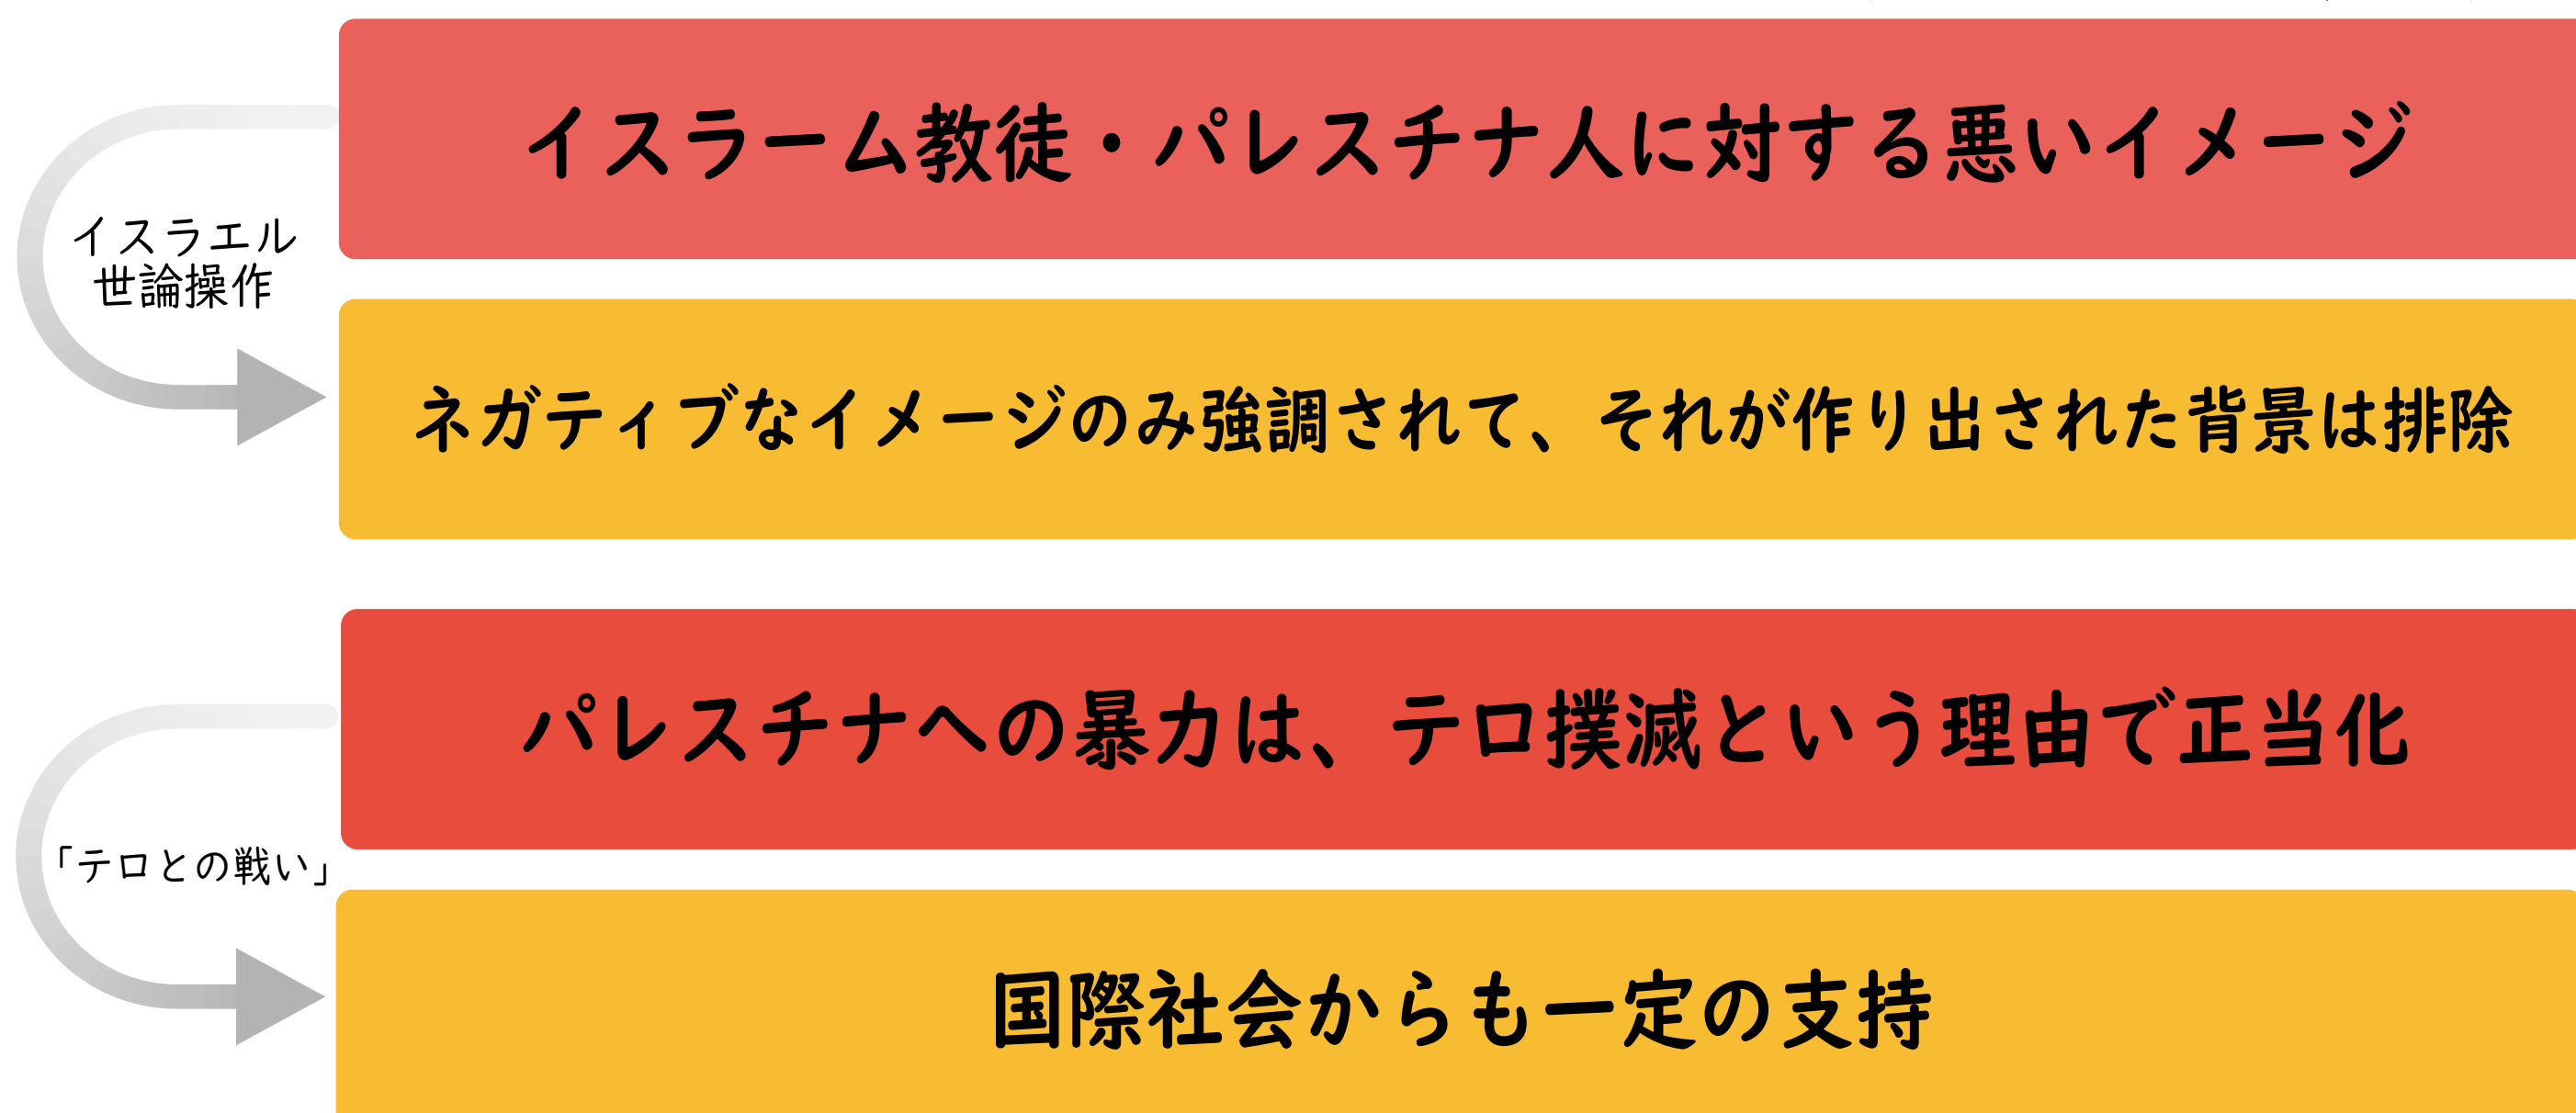 イスラーム教徒・パレスチナ人に対する悪いイメージ
イスラエル
世論操作
ネガティブなイメージのみ強調されて、それが作り出された背景は排除
パレスチナへの暴力は、テロ撲滅という理由で正当化
「テロとの戦い」
国際社会からも一定の支持